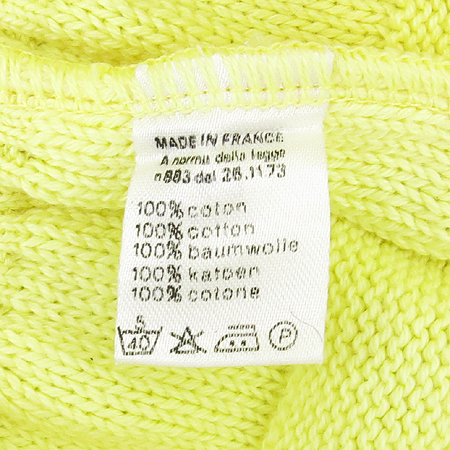 MADE IN FRANCE
A norma della legge
n883 del 26.11.73
100% coton
100% cotton
100% baumwolle
100% katoen
100% cotone
40 P